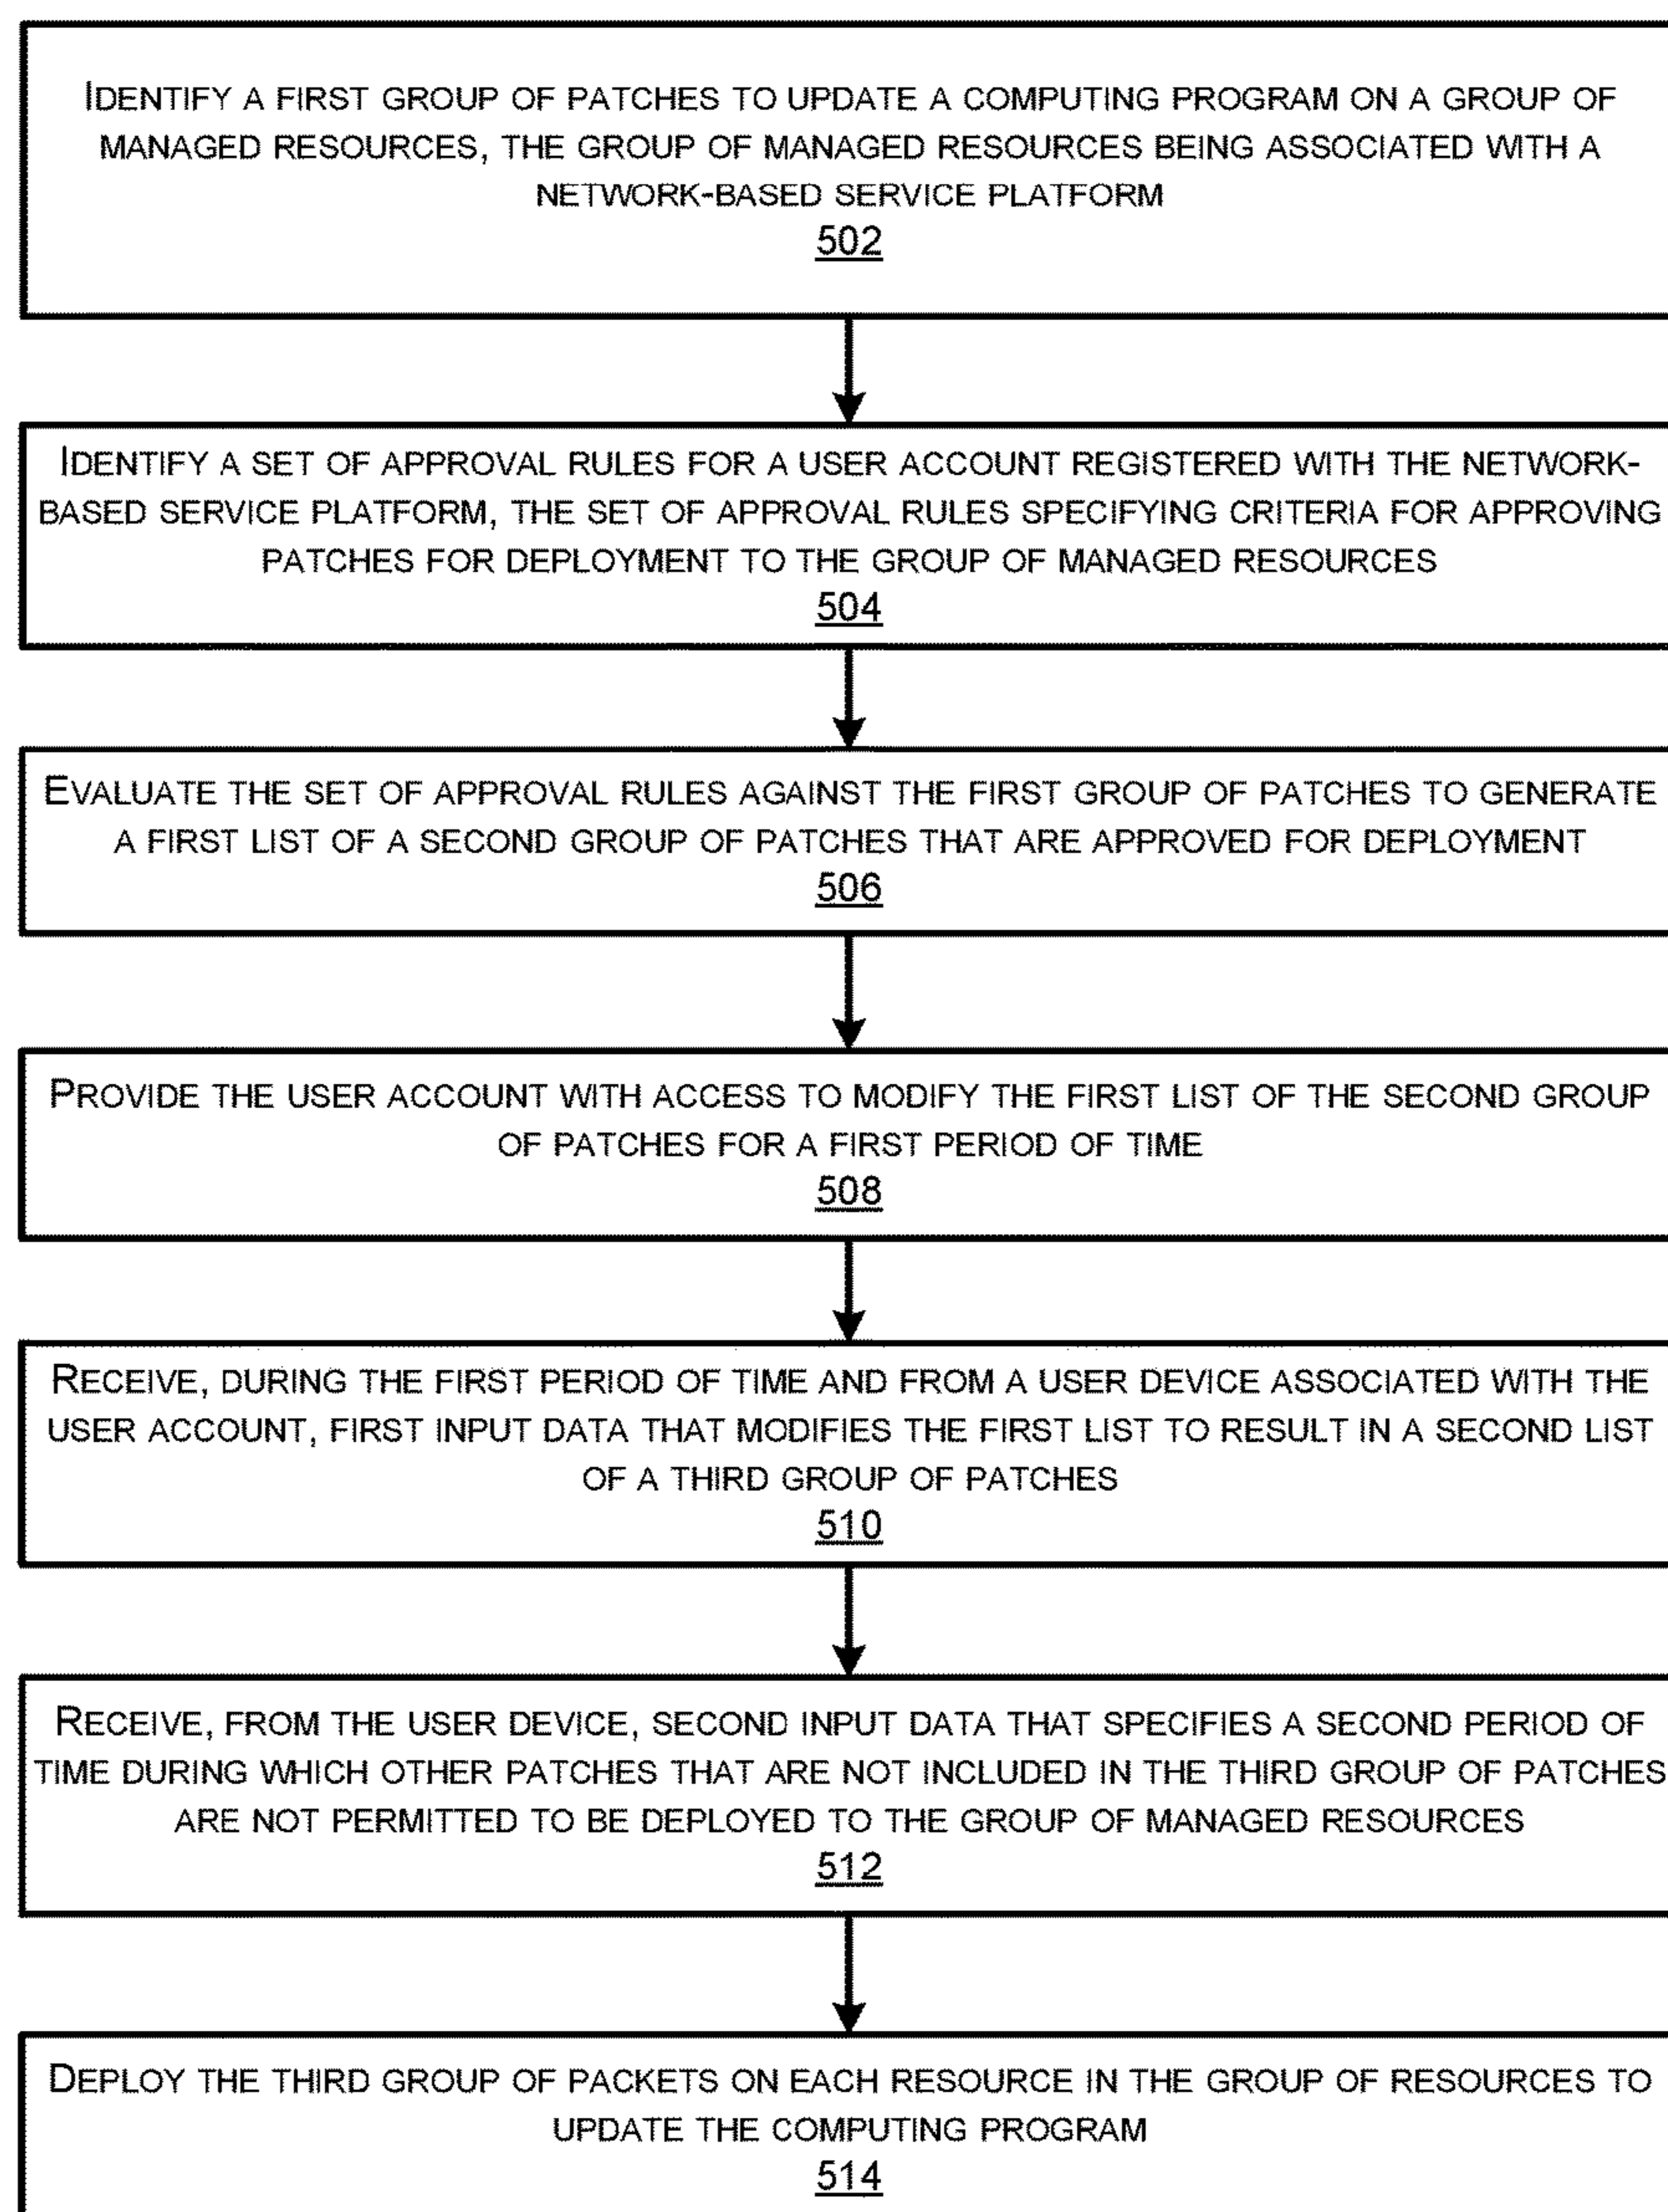 IDENTIFY A FIRST GROUP OF PATCHES TO UPDATE A COMPUTING PROGRAM ON A GROUP OF
MANAGED RESOURCES, THE GROUP OF MANAGED RESOURCES BEING ASSOCIATED WITH A
NETWORK-BASED SERVICE PLATFORM
502
IDENTIFY A SET OF APPROVAL RULES FOR A USER ACCOUNT REGISTERED WITH THE NETWORK-
BASED SERVICE PLATFORM, THE SET OF APPROVAL RULES SPECIFYING CRITERIA FOR APPROVING
PATCHES FOR DEPLOYMENT TO THE GROUP OF MANAGED RESOURCES
504
EVALUATE THE SET OF APPROVAL RULES AGAINST THE FIRST GROUP OF PATCHES TO GENERATE
A FIRST LIST OF A SECOND GROUP OF PATCHES THAT ARE APPROVED FOR DEPLOYMENT
506
PROVIDE THE USER ACCOUNT WITH ACCESS TO MODIFY THE FIRST LIST OF THE SECOND GROUP
OF PATCHES FOR A FIRST PERIOD OF TIME
508
RECEIVE, DURING THE FIRST PERIOD OF TIME AND FROM A USER DEVICE ASSOCIATED WITH THE
USER ACCOUNT, FIRST INPUT DATA THAT MODIFIES THE FIRST LIST TO RESULT IN A SECOND LIST
OF A THIRD GROUP OF PATCHES
510
RECEIVE, FROM THE USER DEVICE, SECOND INPUT DATA THAT SPECIFIES A SECOND PERIOD OF
TIME DURING WHICH OTHER PATCHES THAT ARE NOT INCLUDED IN THE THIRD GROUP OF PATCHES
ARE NOT PERMITTED TO BE DEPLOYED TO THE GROUP OF MANAGED RESOURCES
512
DEPLOY THE THIRD GROUP OF PACKETS ON EACH RESOURCE IN THE GROUP OF RESOURCES TO
UPDATE THE COMPUTING PROGRAM
514